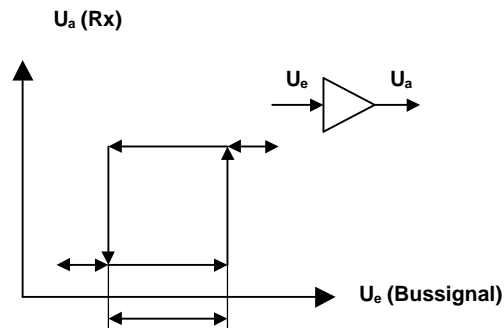 Uₐ (Rx)
Uₑ Uₐ
Uₑ (Bussignal)